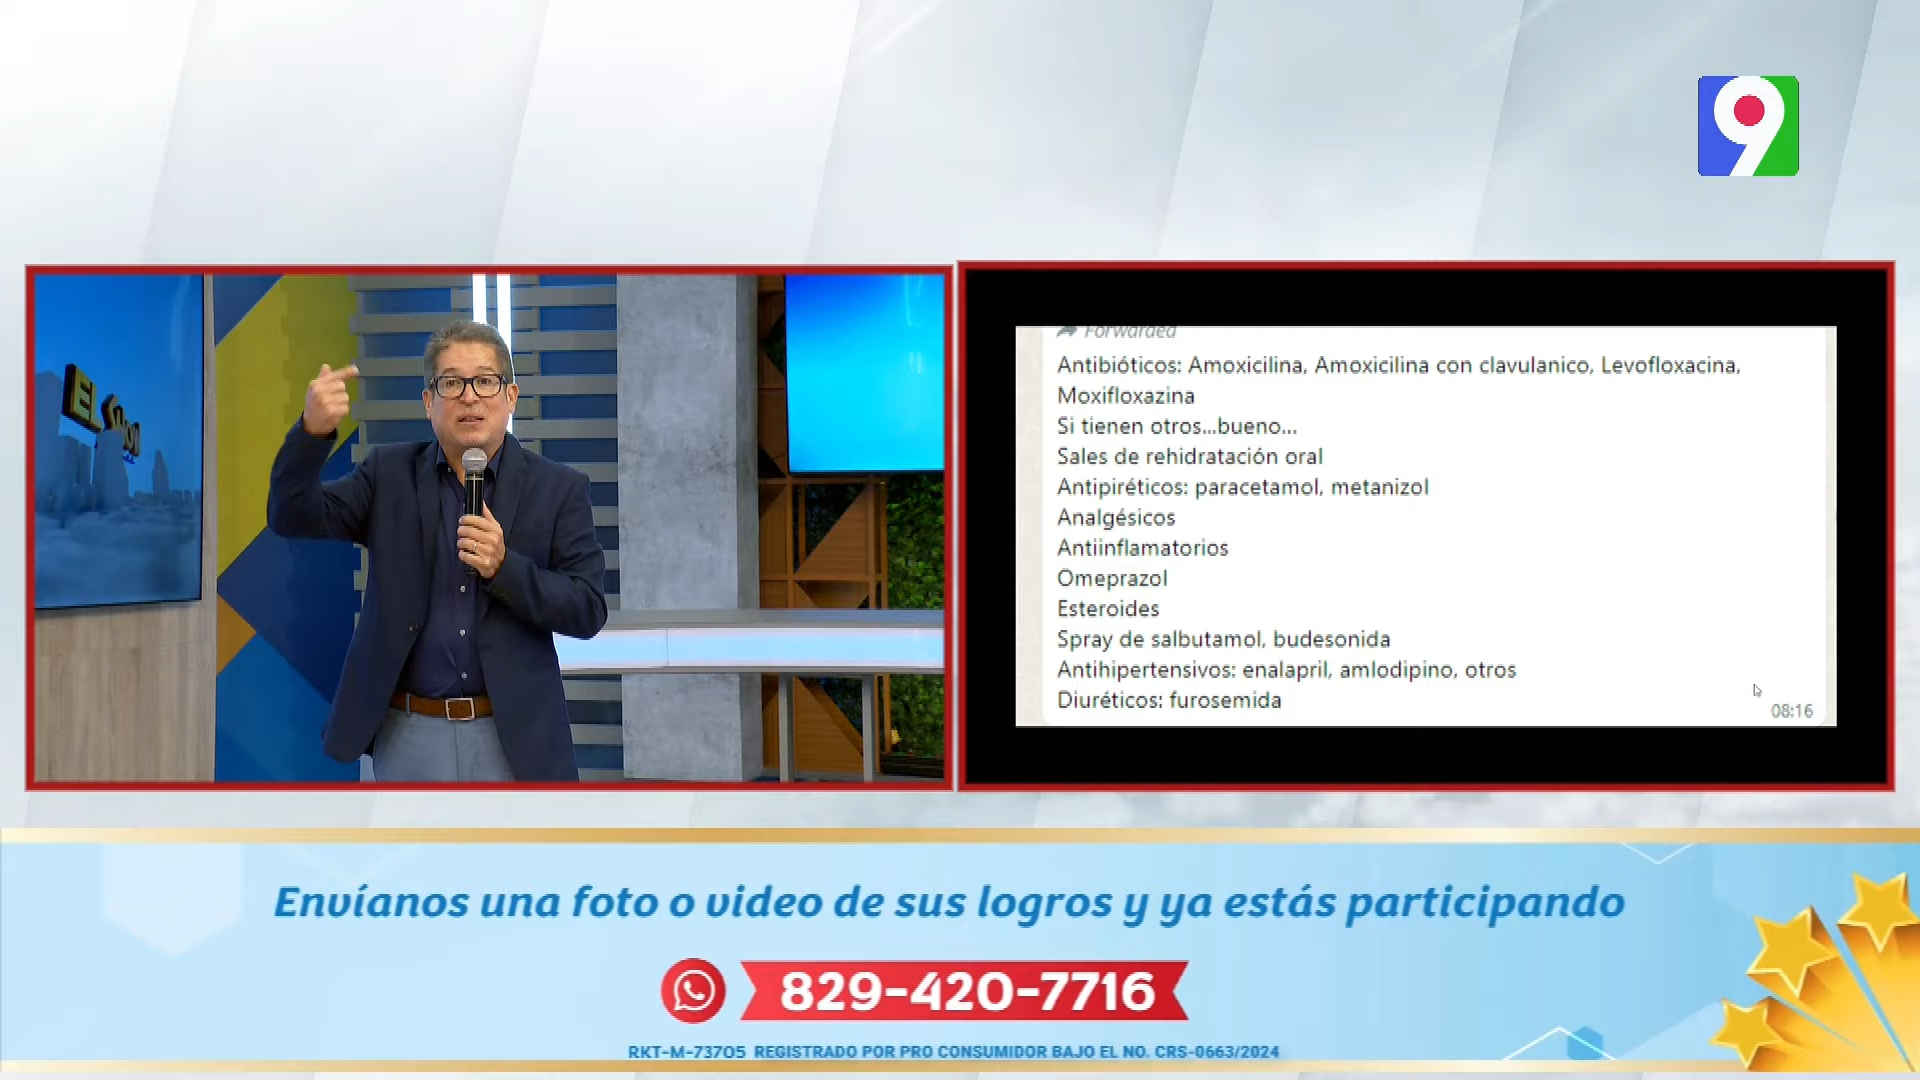 9
EL SHOW
Forwarded
Antibióticos: Amoxicilina, Amoxicilina con clavulanico, Levofloxacina,
Moxifloxazina
Si tienen otros...bueno...
Sales de rehidratación oral
Antipiréticos: paracetamol, metanizol
Analgésicos
Antiinflamatorios
Omeprazol
Esteroides
Spray de salbutamol, budesonida
Antihipertensivos: enalapril, amlodipino, otros
Diuréticos: furosemida
08:16
Envíanos una foto o video de sus logros y ya estás participando
829-420-7716
RKT-M-73705 REGISTRADO POR PRO CONSUMIDOR BAJO EL NO. CRS-0663/2024